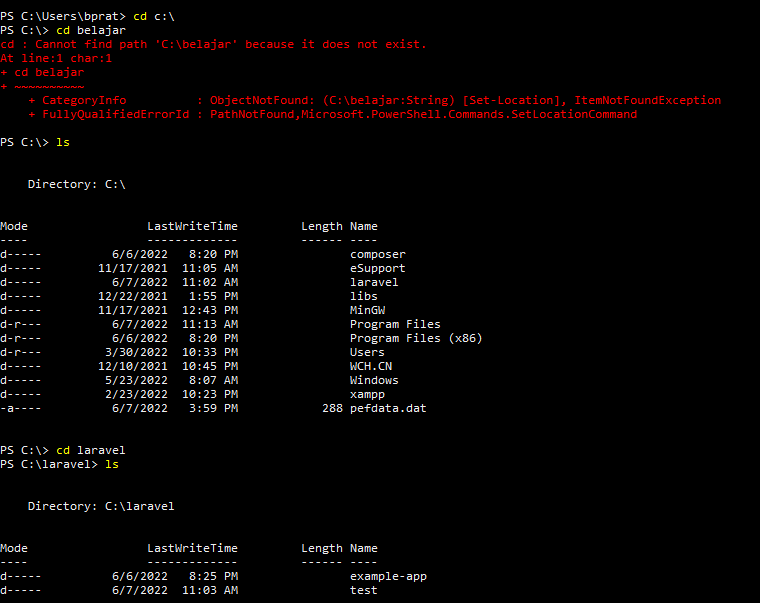 PS C:\Users\bprat> cd c:\
PS C:\> cd belajar
cd : Cannot find path 'C:\belajar' because it does not exist.
At line:1 char:1
+ cd belajar
+ ~~~~~~~~~~
    + CategoryInfo          : ObjectNotFound: (C:\belajar:String) [Set-Location], ItemNotFoundException
    + FullyQualifiedErrorId : PathNotFound,Microsoft.PowerShell.Commands.SetLocationCommand
PS C:\> ls
    Directory: C:\
Mode                 LastWriteTime         Length Name
----                 -------------         ------ ----
d-----          6/6/2022   8:20 PM                composer
d-----        11/17/2021  11:05 AM                eSupport
d-----          6/7/2022  11:02 AM                laravel
d-----        12/22/2021   1:55 PM                libs
d-----        11/17/2021  12:43 PM                MinGW
d-r---          6/7/2022  11:13 AM                Program Files
d-r---          6/6/2022   8:20 PM                Program Files (x86)
d-r---         3/30/2022  10:33 PM                Users
d-----        12/10/2021  10:45 PM                WCH.CN
d-----         5/23/2022   8:07 AM                Windows
d-----         2/23/2022  10:23 PM                xampp
-a----          6/7/2022   3:59 PM            288 pefdata.dat
PS C:\> cd laravel
PS C:\laravel> ls
    Directory: C:\laravel
Mode                 LastWriteTime         Length Name
----                 -------------         ------ ----
d-----          6/6/2022   8:25 PM                example-app
d-----          6/7/2022  11:03 AM                test